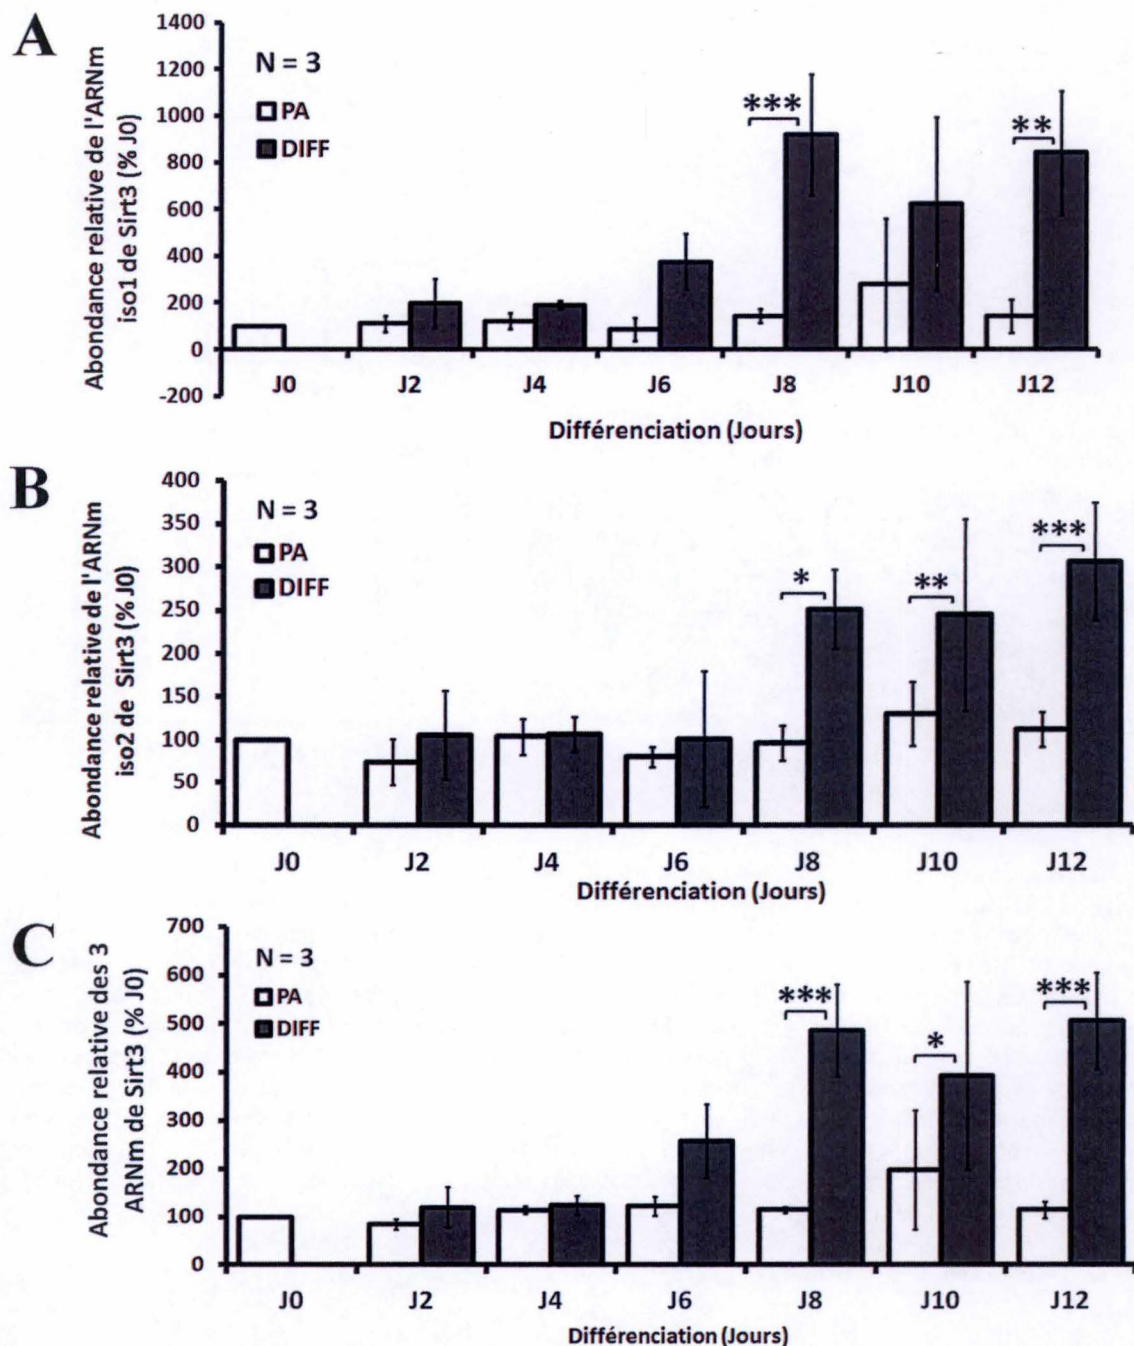 A
Abondance relative de l'ARNm
iso1 de Sirt3 (% J0)
1400
1200
1000
800
600
400
200
0
-200
N = 3
PA
DIFF
***
**
J0 J2 J4 J6 J8 J10 J12
Différenciation (Jours)
B
Abondance relative de l'ARNm
iso2 de Sirt3 (% J0)
400
350
300
250
200
150
100
50
0
N = 3
PA
DIFF
*
**
***
J0 J2 J4 J6 J8 J10 J12
Différenciation (Jours)
C
Abondance relative des 3
ARNm de Sirt3 (% J0)
700
600
500
400
300
200
100
0
N = 3
PA
DIFF
***
*
***
J0 J2 J4 J6 J8 J10 J12
Différenciation (Jours)